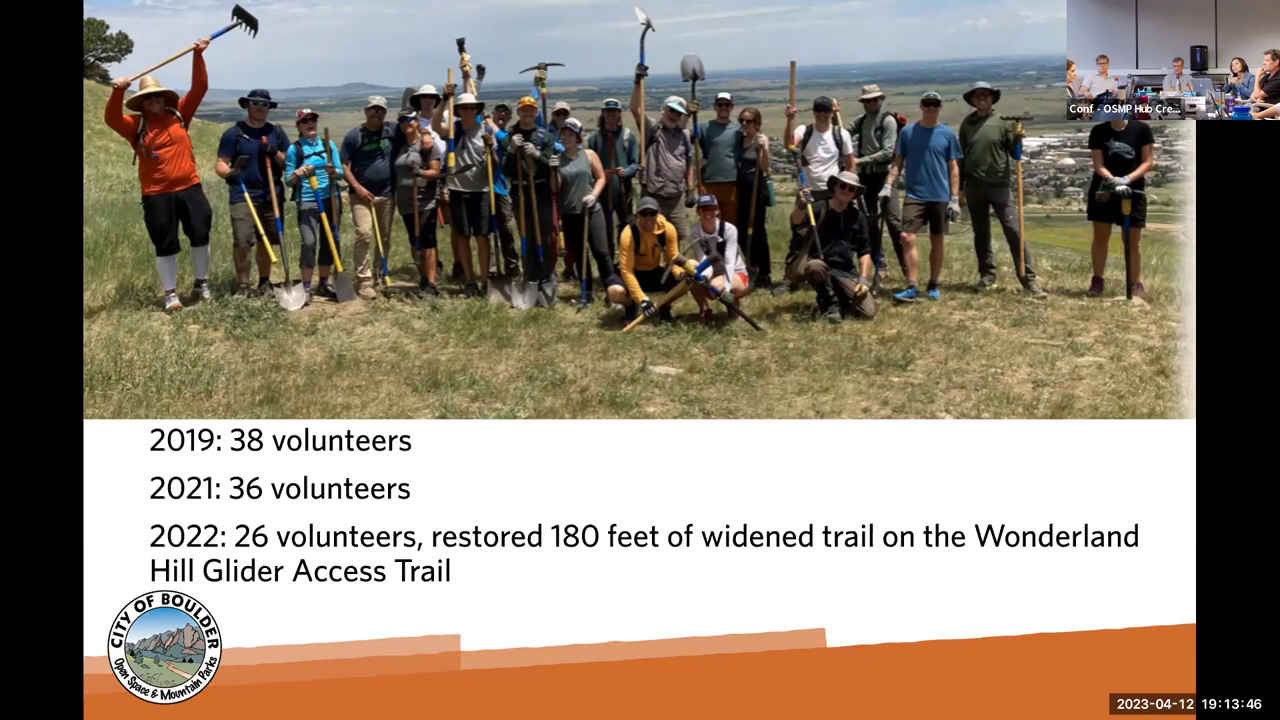 Conf - OSMP Hub Cre...
2019: 38 volunteers
2021: 36 volunteers
2022: 26 volunteers, restored 180 feet of widened trail on the Wonderland
Hill Glider Access Trail
CITY OF BOULDER
Open Space & Mountain Parks
2023-04-12 19:13:46